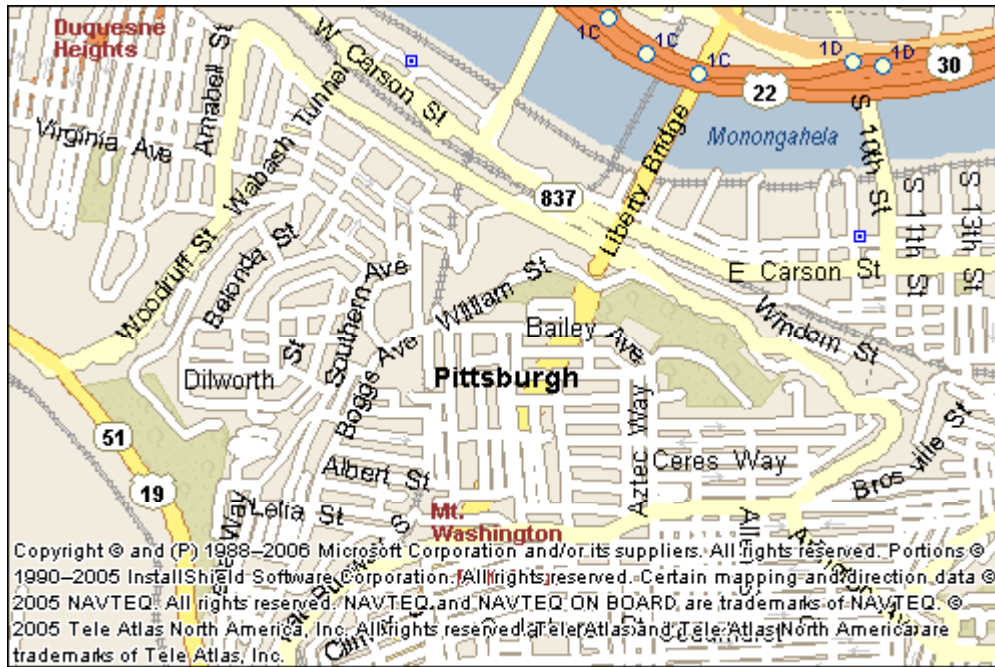 Duquesne
Heights
Amabell St
W Carson St
1C
1C
1C
1D
1D
30
22
Virginia Ave
Wabash Tunnel
Liberty Bridge
Monongahela
S 10th St
S 11th St
S 13th St
837
Woodruff St
Belonda St
Southern Ave
William St
E Carson St
Bailey Ave
Windom St
Dilworth St
Boggs Ave
Pittsburgh
51
19
Aztec Way
Ceres Way
Albert St
Brosville St
Lelia St
Mt.
Washington
Way
Copyright © and (P) 1988–2006 Microsoft Corporation and/or its suppliers. All rights reserved. Portions ©
1990–2005 InstallShield Software Corporation. All rights reserved. Certain mapping and direction data ©
2005 NAVTEQ. All rights reserved. NAVTEQ and NAVTEQ ON BOARD are trademarks of NAVTEQ. ©
2005 Tele Atlas North America, Inc. All rights reserved. Tele Atlas and Tele Atlas North America are
trademarks of Tele Atlas, Inc.